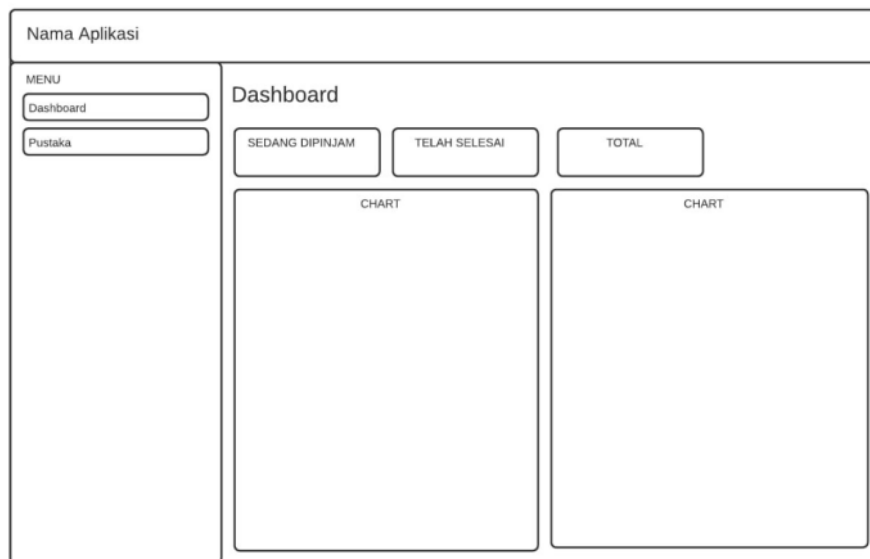 Nama Aplikasi
MENU
Dashboard
Pustaka
Dashboard
SEDANG DIPINJAM
TELAH SELESAI
TOTAL
CHART
CHART